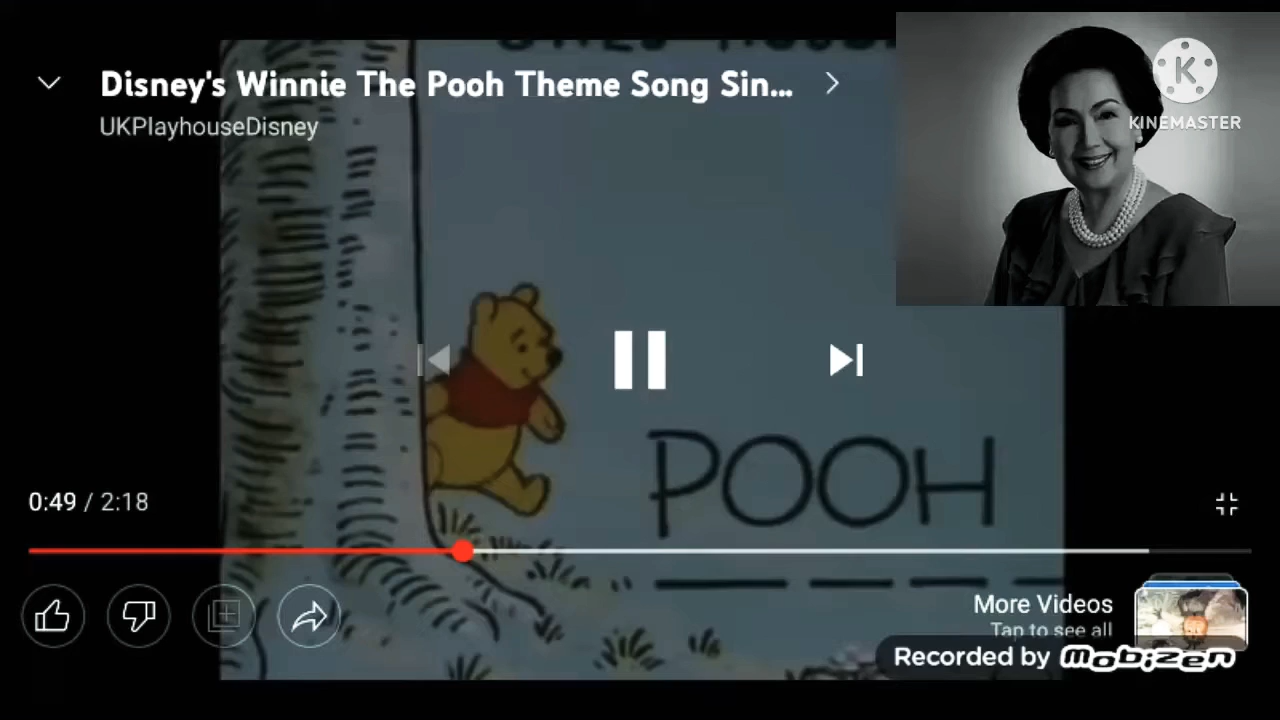 Disney's Winnie The Pooh Theme Song Sin...
UKPlayhouseDisney
K
KINEMASTER
POOH
0:49 / 2:18
More Videos
Tap to see all
Recorded by Mobizen